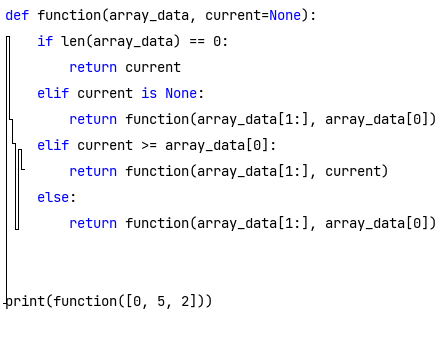 def function(array_data, current=None):
    if len(array_data) == 0:
        return current
    elif current is None:
        return function(array_data[1:], array_data[0])
    elif current >= array_data[0]:
        return function(array_data[1:], current)
    else:
        return function(array_data[1:], array_data[0])
print(function([0, 5, 2]))